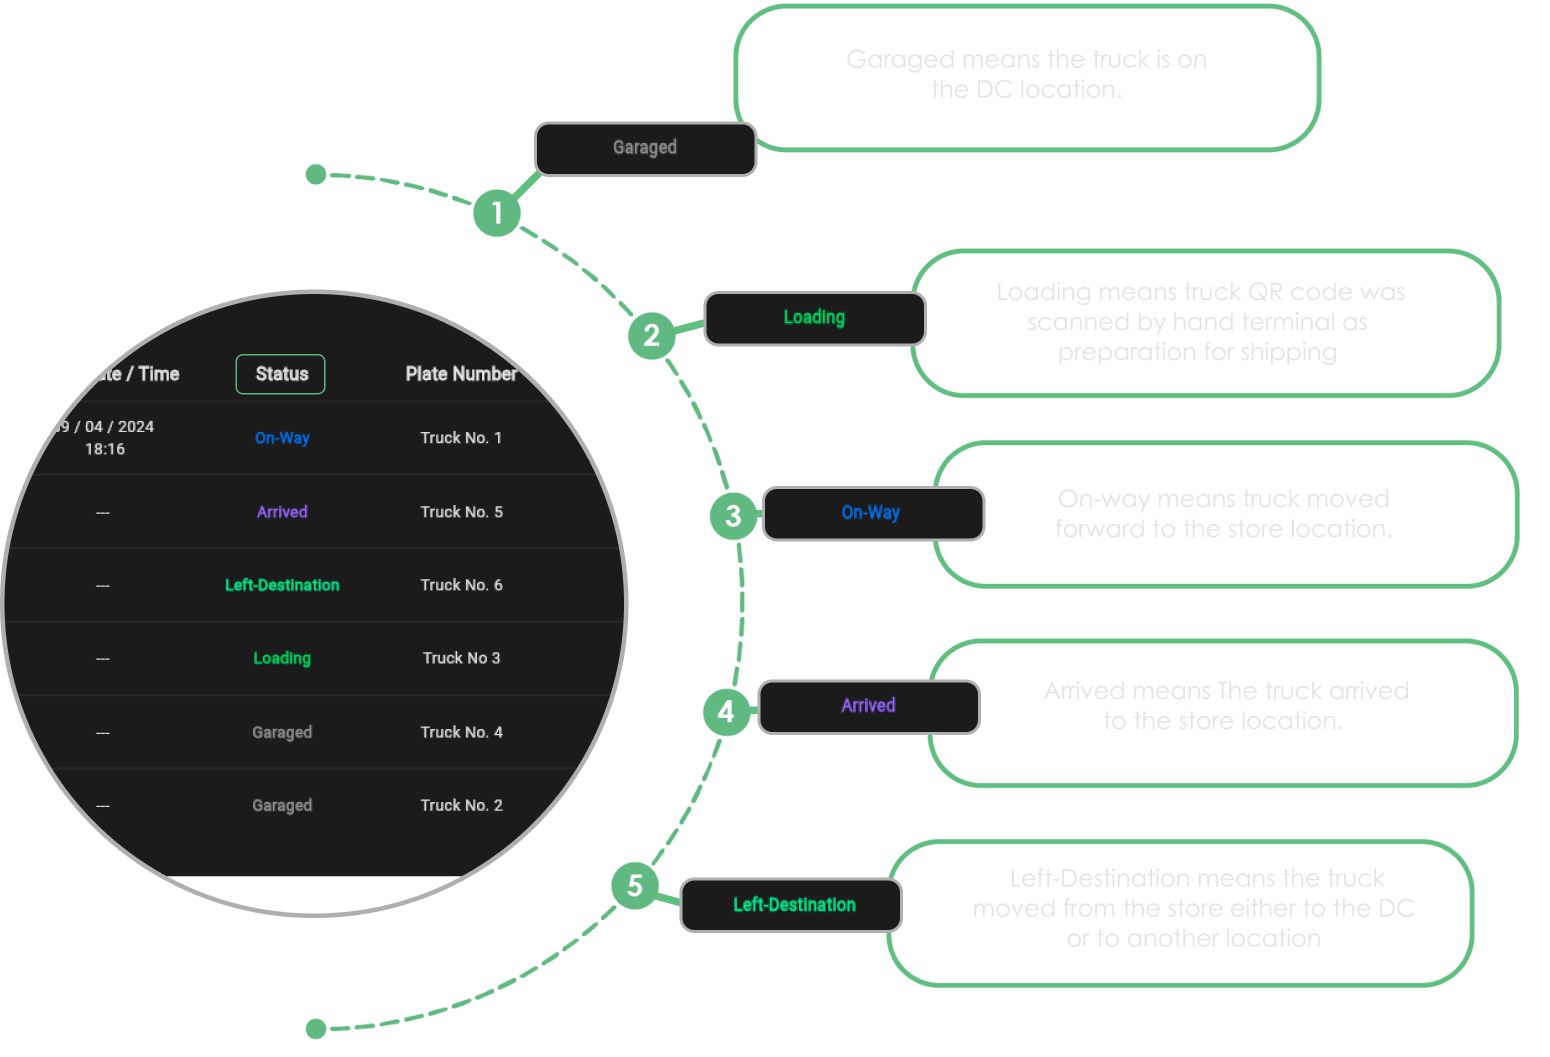 Garaged means the truck is on
the DC location.
Garaged
1
Loading means truck QR code was
scanned by hand terminal as
preparation for shipping
Loading
2
On-way means truck moved
forward to the store location.
On-Way
3
Arrived means The truck arrived
to the store location.
Arrived
4
Left-Destination means the truck
moved from the store either to the DC
or to another location
Left-Destination
5
/ Time Status Plate Number
9 / 04 / 2024
18:16 On-Way Truck No. 1
--- Arrived Truck No. 5
--- Left-Destination Truck No. 6
--- Loading Truck No 3
--- Garaged Truck No. 4
--- Garaged Truck No. 2